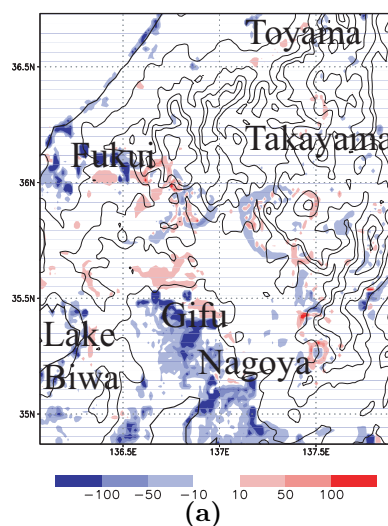 Toyama
36.5N
Takayama
Fukui
36N
35.5N
Gifu
Lake
Nagoya
Biwa
35N
136.5E 137E 137.5E
-100 -50 -10 10 50 100
(a)